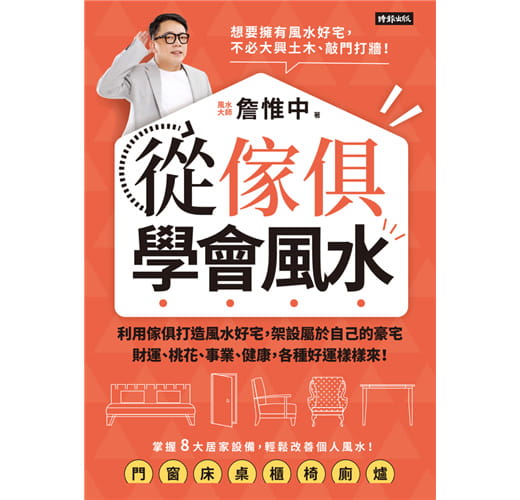 時報出版
想要擁有風水好宅，
不必大興土木、敲門打牆！
風水大師 詹惟中 著
從傢俱
學會風水
利用傢俱打造風水好宅，架設屬於自己的豪宅
財運、桃花、事業、健康，各種好運樣樣來！
掌握8大居家設備，輕鬆改善個人風水！
門窗床桌櫃椅廁爐